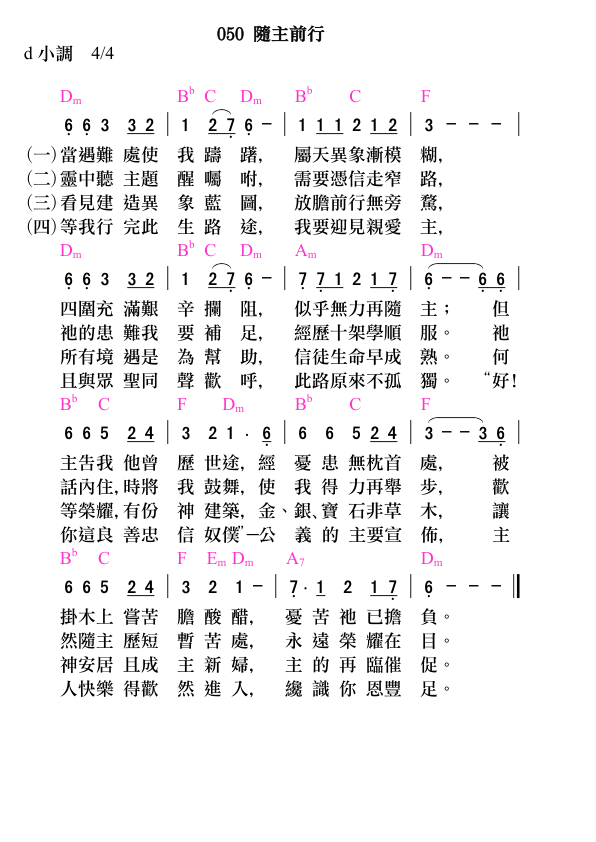 050 隨主前行
d 小調 4/4
Dm Bb C Dm Bb C F
6 6 3 3 2 | 1 2 7 6 － | 1 1 1 2 1 2 | 3 － － － |
(一)當遇難 處使 我 躊 躇, 屬天異象漸模 糊,
(二)靈中聽 主題 醒 囑 咐, 需要憑信走窄 路,
(三)看見建 造異 象 藍 圖, 放膽前行無旁 騖,
(四)等我行 完此 生 路 途, 我要迎見親愛 主,
Dm Bb C Dm Am Dm
6 6 3 3 2 | 1 2 7 6 － | 7 7 1 2 1 7 | 6 － － 6 6 |
四圍充 滿艱 辛 攔 阻, 似乎無力再隨 主； 但
祂的患 難我 要 補 足, 經歷十架學順 服。 祂
所有境 遇是 為 幫 助, 信徒生命早成 熟。 何
且與眾 聖同 聲 歡 呼, 此路原來不孤 獨。 “好!
Bb C F Dm Bb C F
6 6 5 2 4 | 3 2 1 · 6 | 6 6 5 2 4 | 3 － － 3 6 |
主告我 他曾 歷 世途, 經 憂 患 無枕首 處, 被
話內住, 時將 我 鼓舞, 使 我 得 力再舉 步, 歡
等榮耀, 有份 神 建築, 金、銀、寶 石非草 木, 讓
你這良 善忠 信 奴僕”─公 義 的 主要宣 佈, 主
Bb C F Em Dm A7 Dm
6 6 5 2 4 | 3 2 1 － | 7 · 1 2 1 7 | 6 － － － ‖
掛木上 嘗苦 膽 酸 醋, 憂 苦 祂 已擔 負。
然隨主 歷短 暫 苦 處, 永 遠 榮 耀在 目。
神安居 且成 主 新 婦, 主 的 再 臨催 促。
人快樂 得歡 然 進 入, 纔 識 你 恩豐 足。